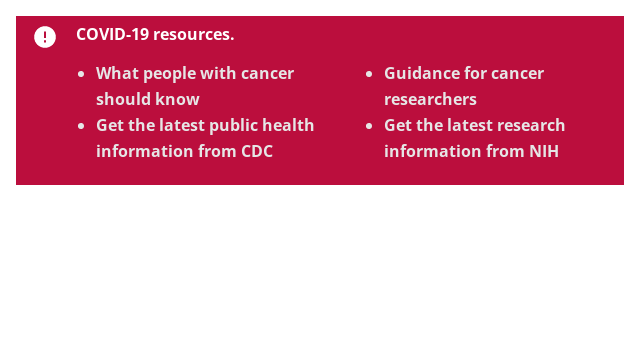 COVID-19 resources.
What people with cancer
should know
Get the latest public health
information from CDC
Guidance for cancer
researchers
Get the latest research
information from NIH